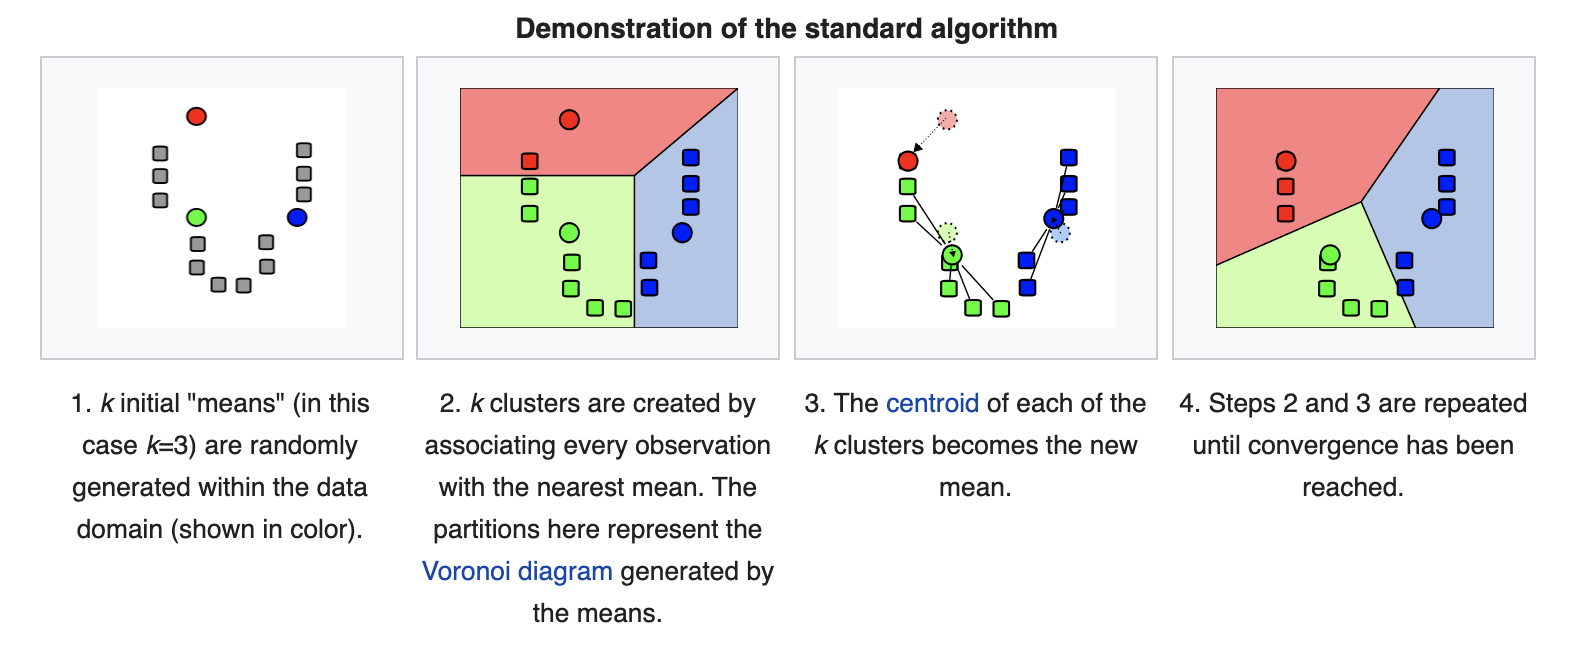 Demonstration of the standard algorithm
1. k initial "means" (in this
case k=3) are randomly
generated within the data
domain (shown in color).
2. k clusters are created by
associating every observation
with the nearest mean. The
partitions here represent the
Voronoi diagram generated by
the means.
3. The centroid of each of the
k clusters becomes the new
mean.
4. Steps 2 and 3 are repeated
until convergence has been
reached.